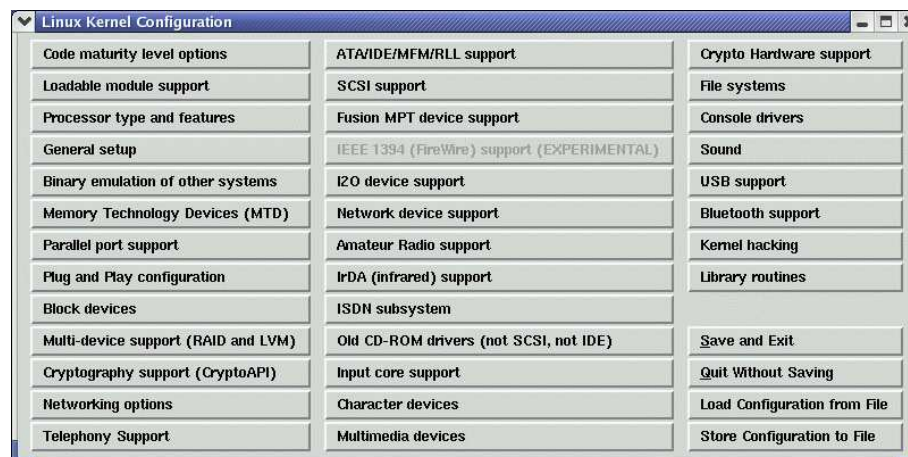 Linux Kernel Configuration
Code maturity level options
Loadable module support
Processor type and features
General setup
Binary emulation of other systems
Memory Technology Devices (MTD)
Parallel port support
Plug and Play configuration
Block devices
Multi-device support (RAID and LVM)
Cryptography support (CryptoAPI)
Networking options
Telephony Support
ATA/IDE/MFM/RLL support
SCSI support
Fusion MPT device support
IEEE 1394 (FireWire) support (EXPERIMENTAL)
I2O device support
Network device support
Amateur Radio support
IrDA (infrared) support
ISDN subsystem
Old CD-ROM drivers (not SCSI, not IDE)
Input core support
Character devices
Multimedia devices
Crypto Hardware support
File systems
Console drivers
Sound
USB support
Bluetooth support
Kernel hacking
Library routines
Save and Exit
Quit Without Saving
Load Configuration from File
Store Configuration to File